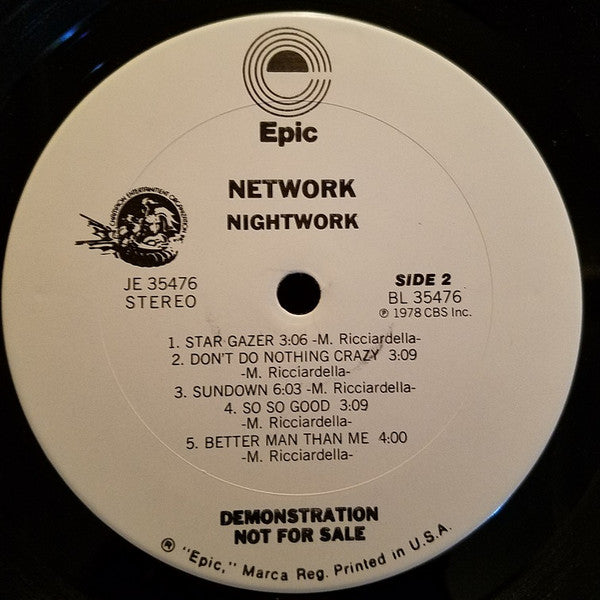 Epic
NETWORK
NIGHTWORK
ENTERTAINMENT ORGANIZATION
JE 35476
STEREO
SIDE 2
BL 35476
℗ 1978 CBS Inc.
1. STAR GAZER 3:06 -M. Ricciardella-
2. DON'T DO NOTHING CRAZY 3:09
-M. Ricciardella-
3. SUNDOWN 6:03 -M. Ricciardella-
4. SO SO GOOD 3:09
-M. Ricciardella-
5. BETTER MAN THAN ME 4:00
-M. Ricciardella-
DEMONSTRATION
NOT FOR SALE
® "Epic," Marca Reg. Printed in U.S.A.